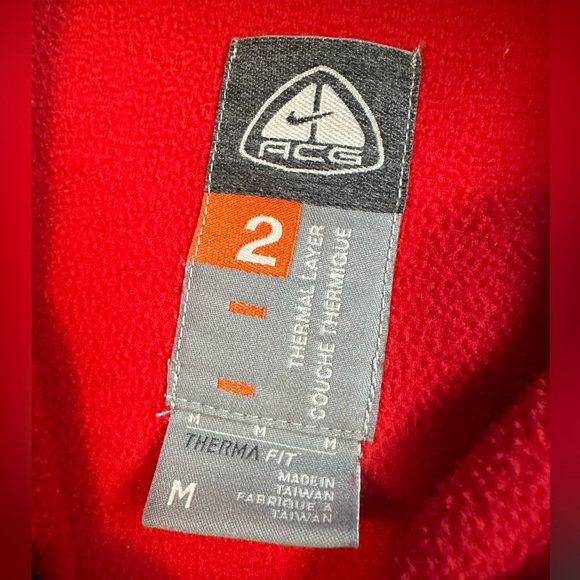 ACG
2
THERMAL LAYER
COUCHE THERMIQUE
M M M
THERMA FIT
M
MADE IN
TAIWAN
FABRIQUE A
TAIWAN